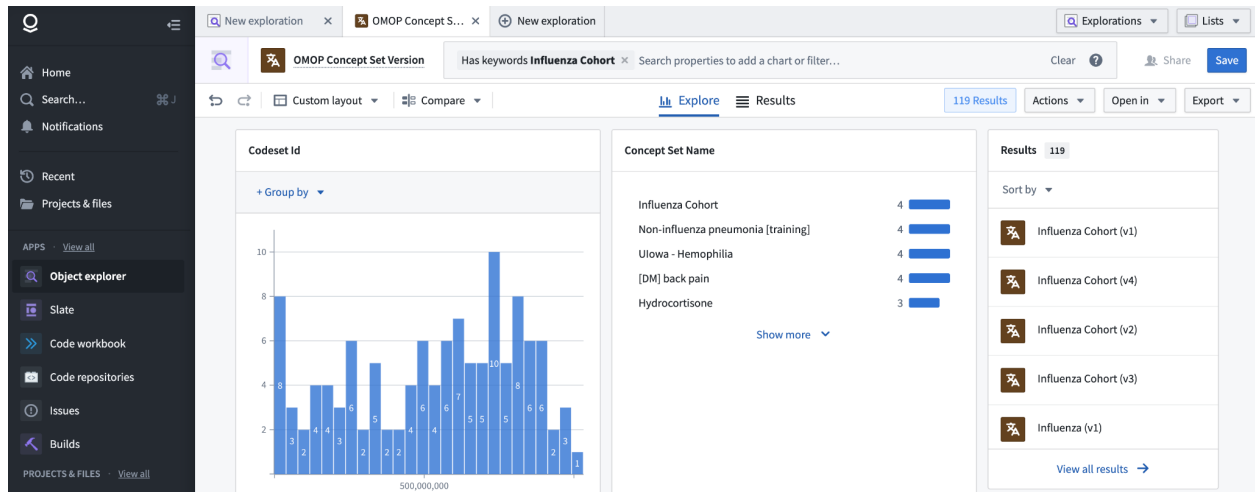 New exploration
OMOP Concept S...
New exploration
Explorations
Lists
OMOP Concept Set Version
Has keywords Influenza Cohort
Search properties to add a chart or filter...
Clear
Share
Save
Home
Search...
⌘ J
Notifications
Recent
Projects & files
APPS · View all
Object explorer
Slate
Code workbook
Code repositories
Issues
Builds
PROJECTS & FILES · View all
Custom layout
Compare
Explore
Results
119 Results
Actions
Open in
Export
Codeset Id
+ Group by
10
8
6
4
2
8
3
2
4
4
3
6
2
5
2
2
4
6
4
6
7
5
5
10
5
8
6
6
2
3
1
500,000,000
Concept Set Name
Influenza Cohort 4
Non-influenza pneumonia [training] 4
UIowa - Hemophilia 4
[DM] back pain 4
Hydrocortisone 3
Show more
Results 119
Sort by
Influenza Cohort (v1)
Influenza Cohort (v4)
Influenza Cohort (v2)
Influenza Cohort (v3)
Influenza (v1)
View all results